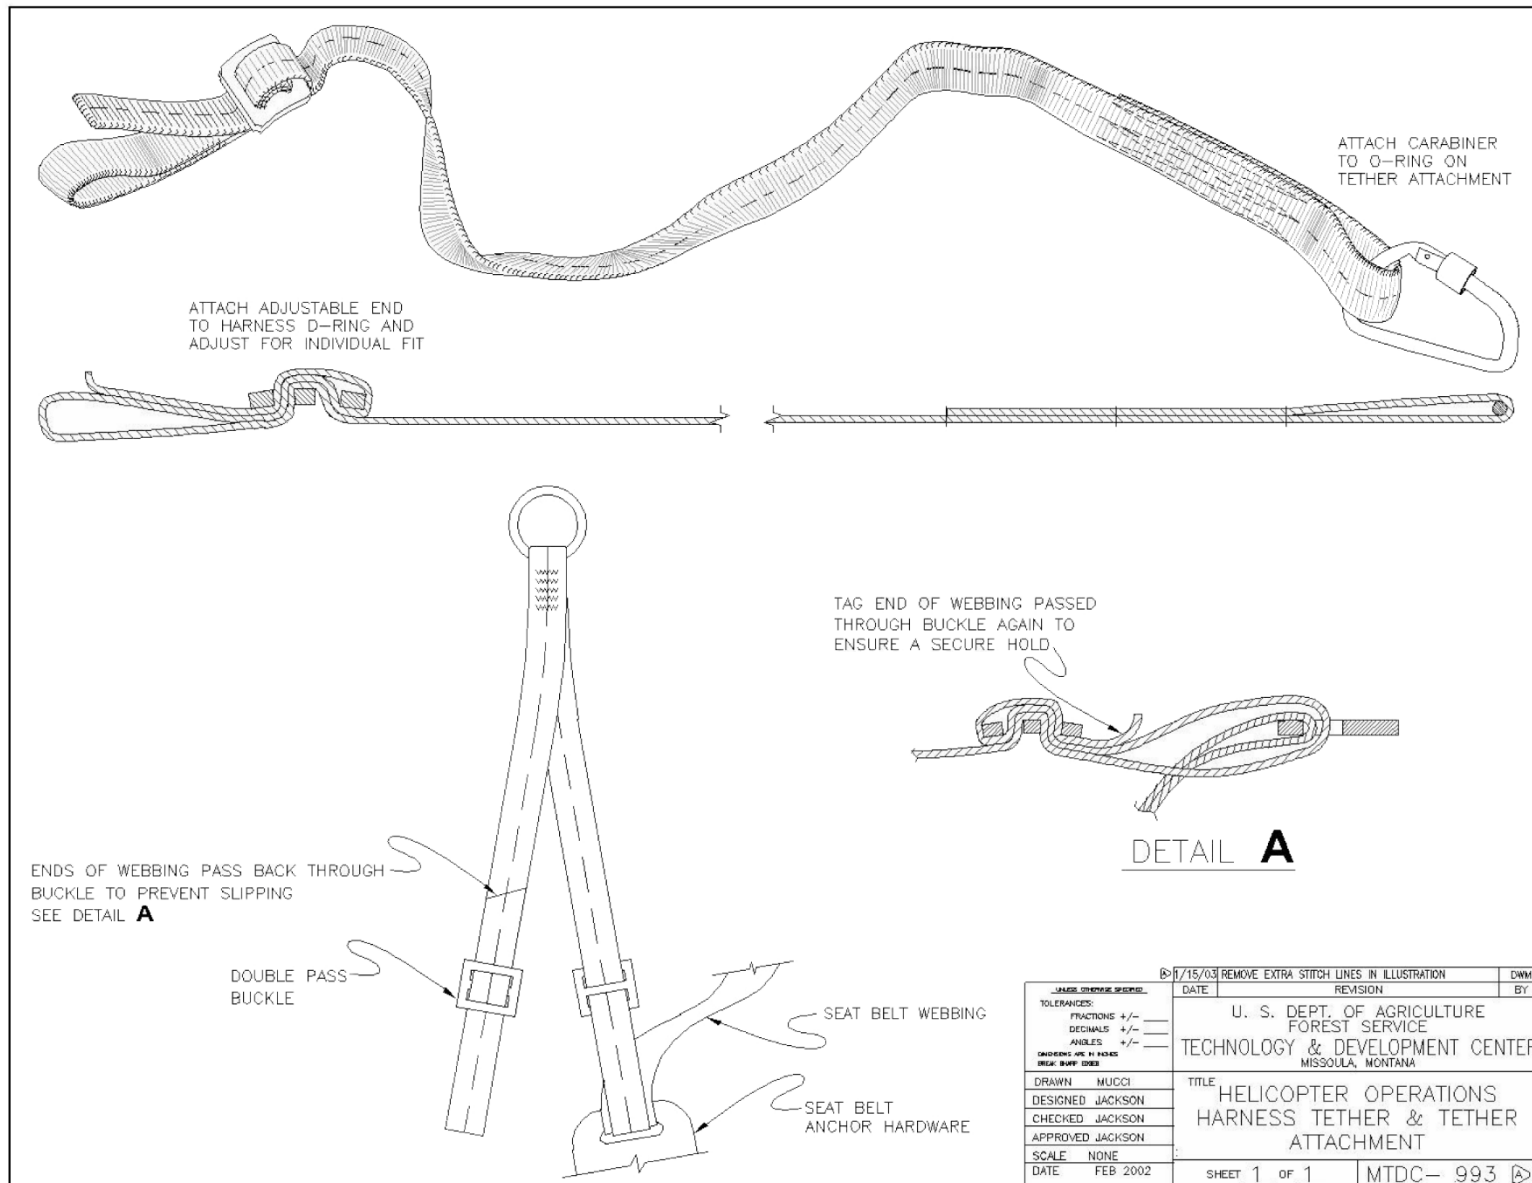 ATTACH CARABINER
TO O-RING ON
TETHER ATTACHMENT
ATTACH ADJUSTABLE END
TO HARNESS D-RING AND
ADJUST FOR INDIVIDUAL FIT
TAG END OF WEBBING PASSED
THROUGH BUCKLE AGAIN TO
ENSURE A SECURE HOLD
DETAIL A
ENDS OF WEBBING PASS BACK THROUGH
BUCKLE TO PREVENT SLIPPING
SEE DETAIL A
DOUBLE PASS
BUCKLE
SEAT BELT WEBBING
SEAT BELT
ANCHOR HARDWARE
A 1/15/03 REMOVE EXTRA STITCH LINES IN ILLUSTRATION DWM
DATE REVISION BY
UNLESS OTHERWISE SPECIFIED
TOLERANCES:
FRACTIONS +/- ____
DECIMALS +/- ____
ANGLES +/- ____
DIMENSIONS ARE IN INCHES
BREAK SHARP EDGES
U. S. DEPT. OF AGRICULTURE
FOREST SERVICE
TECHNOLOGY & DEVELOPMENT CENTER
MISSOULA, MONTANA
DRAWN MUCCI
DESIGNED JACKSON
CHECKED JACKSON
APPROVED JACKSON
SCALE NONE
DATE FEB 2002
TITLE
HELICOPTER OPERATIONS
HARNESS TETHER & TETHER
ATTACHMENT
SHEET 1 OF 1
MTDC- 993 A